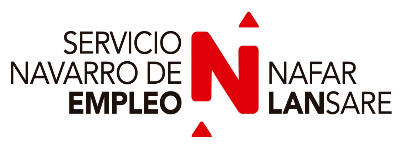 SERVICIO
NAVARRO DE
EMPLEO
N
NAFAR
LANSARE